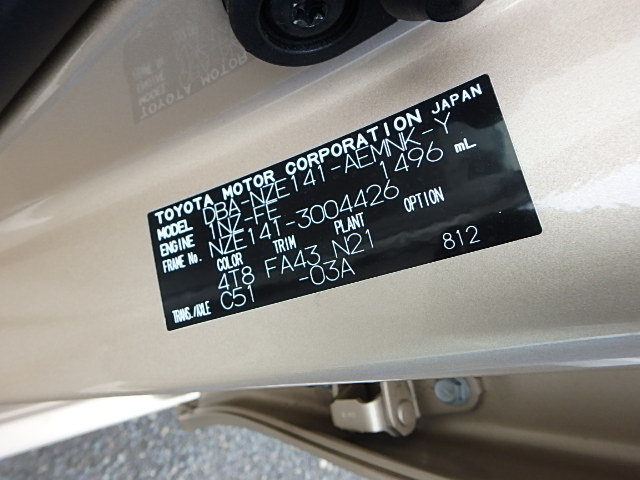 TOYOTA MOTOR CORPORATION JAPAN
MODEL DBA-NZE141-AEMNK-Y
ENGINE 1NZ-FE 1496 mL
FRAME No. NZE141-3004426
COLOR TRIM PLANT OPTION
4T8 FA43 N21 812
TRANS./AXLE C51 -03A